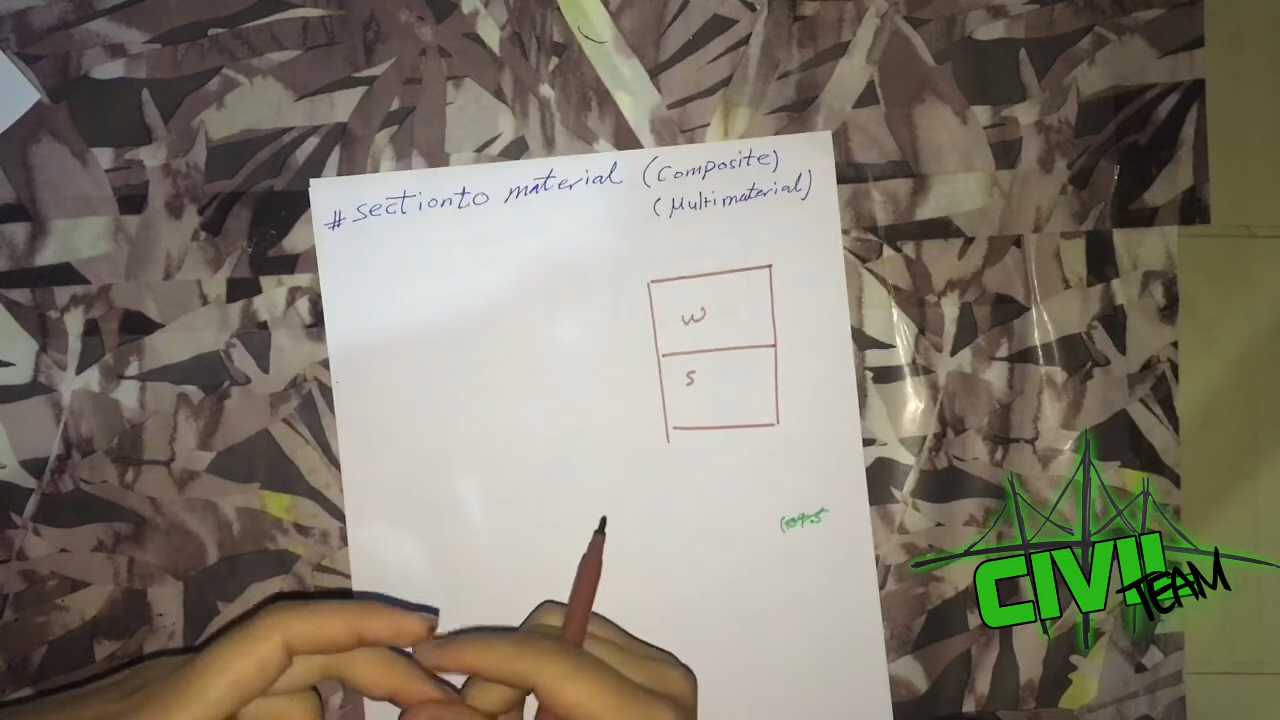 # sectionto material (Composite)
(Multimaterial)
w
s
CIVIL
TEAM